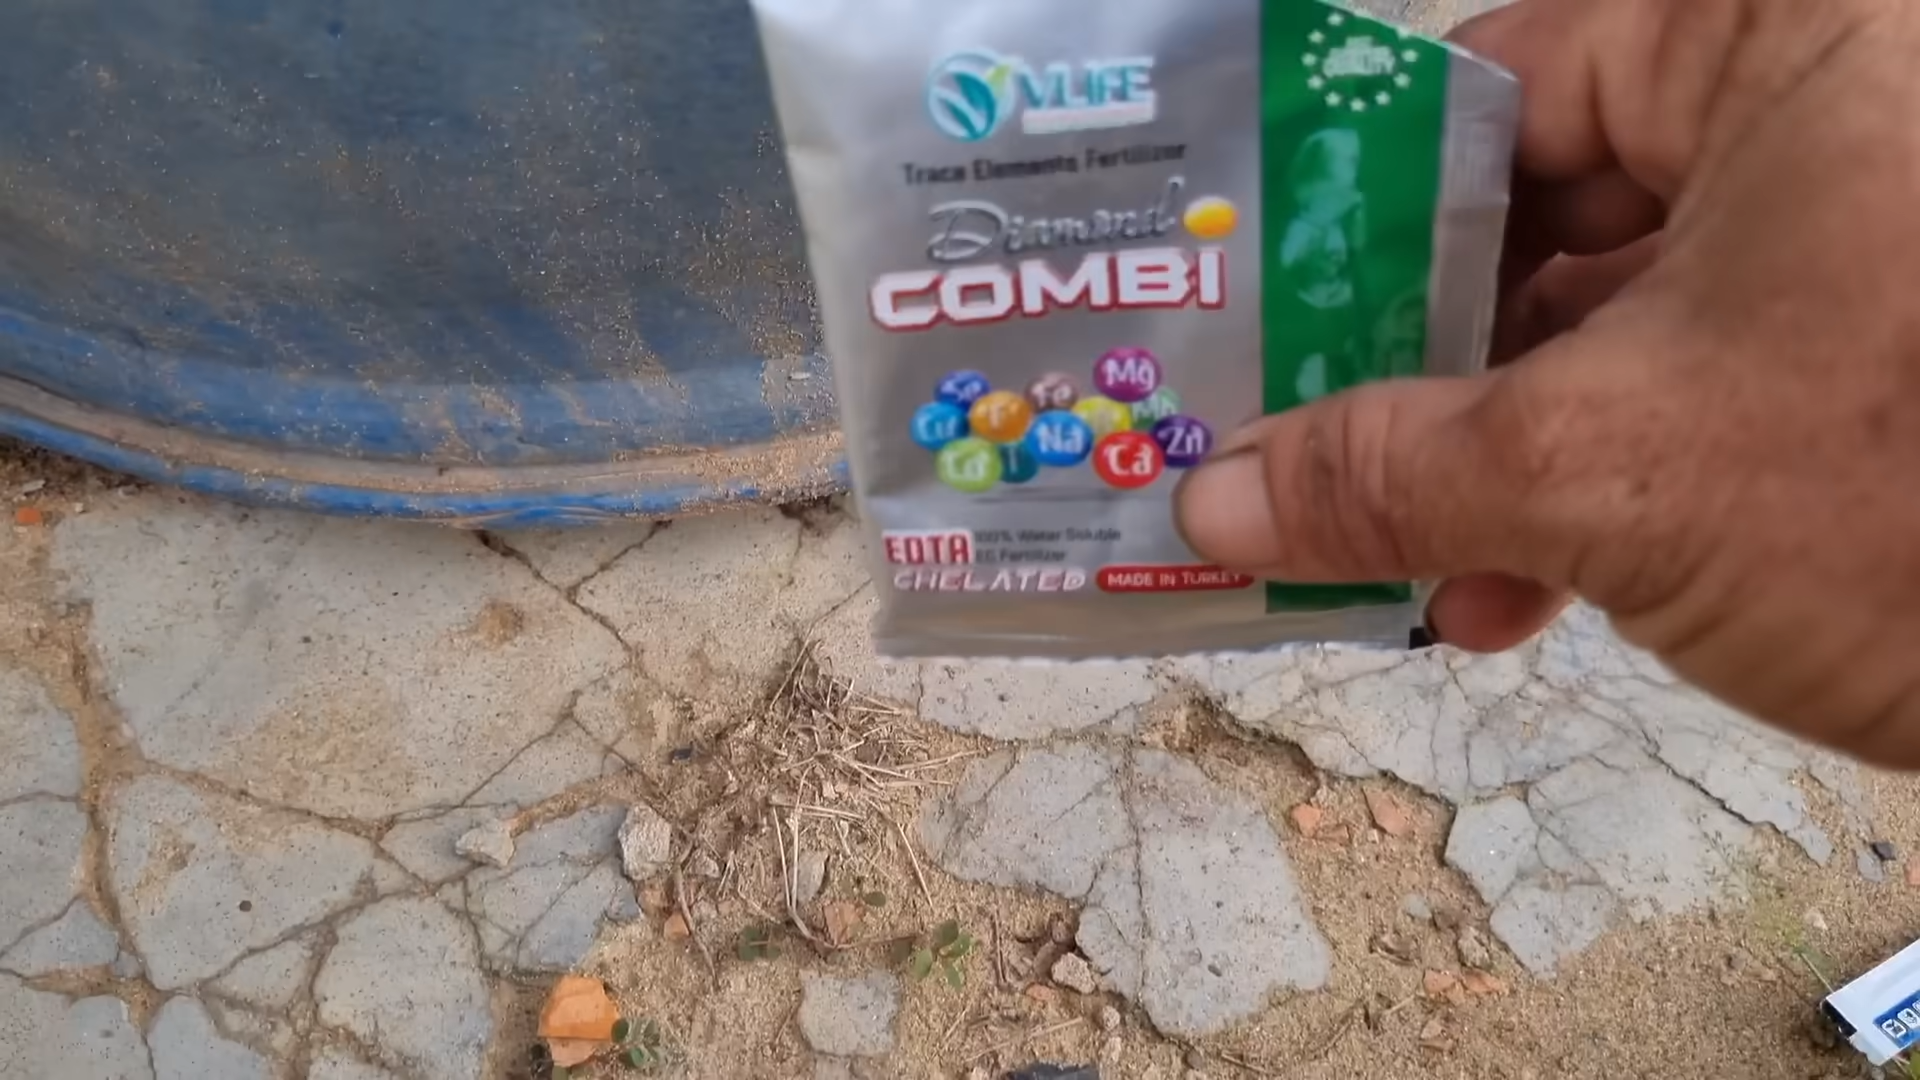 VLIFE
Trace Elements Fertilizer
Diamond
COMBI
Mg
Fe
Cu
Zn
Na
Ca
EDTA
100% Water Soluble
EC Fertilizer
CHELATED
MADE IN TURKEY
QUALITY